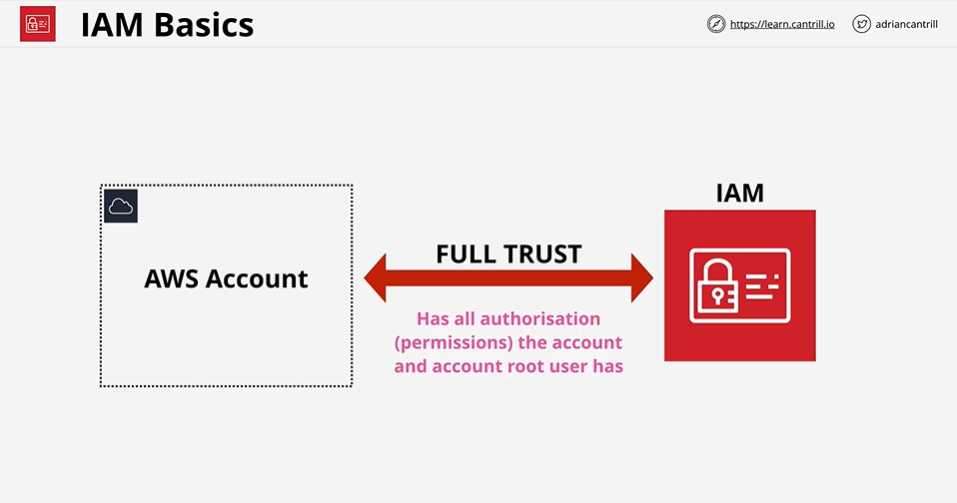 IAM Basics
https://learn.cantrill.io
adriancantrill
AWS Account
FULL TRUST
Has all authorisation
(permissions) the account
and account root user has
IAM